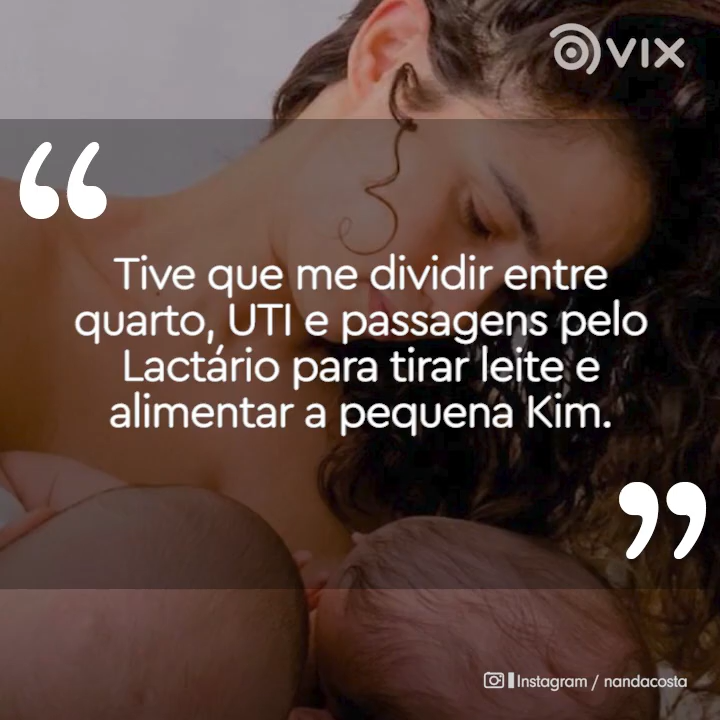 VIX
“
Tive que me dividir entre
quarto, UTI e passagens pelo
Lactário para tirar leite e
alimentar a pequena Kim.
”
Instagram / nandacosta